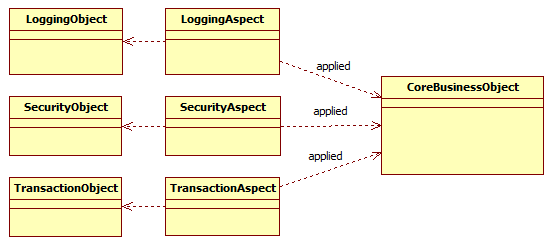 LoggingObject
LoggingAspect
applied
CoreBusinessObject
SecurityObject
SecurityAspect
applied
applied
TransactionObject
TransactionAspect